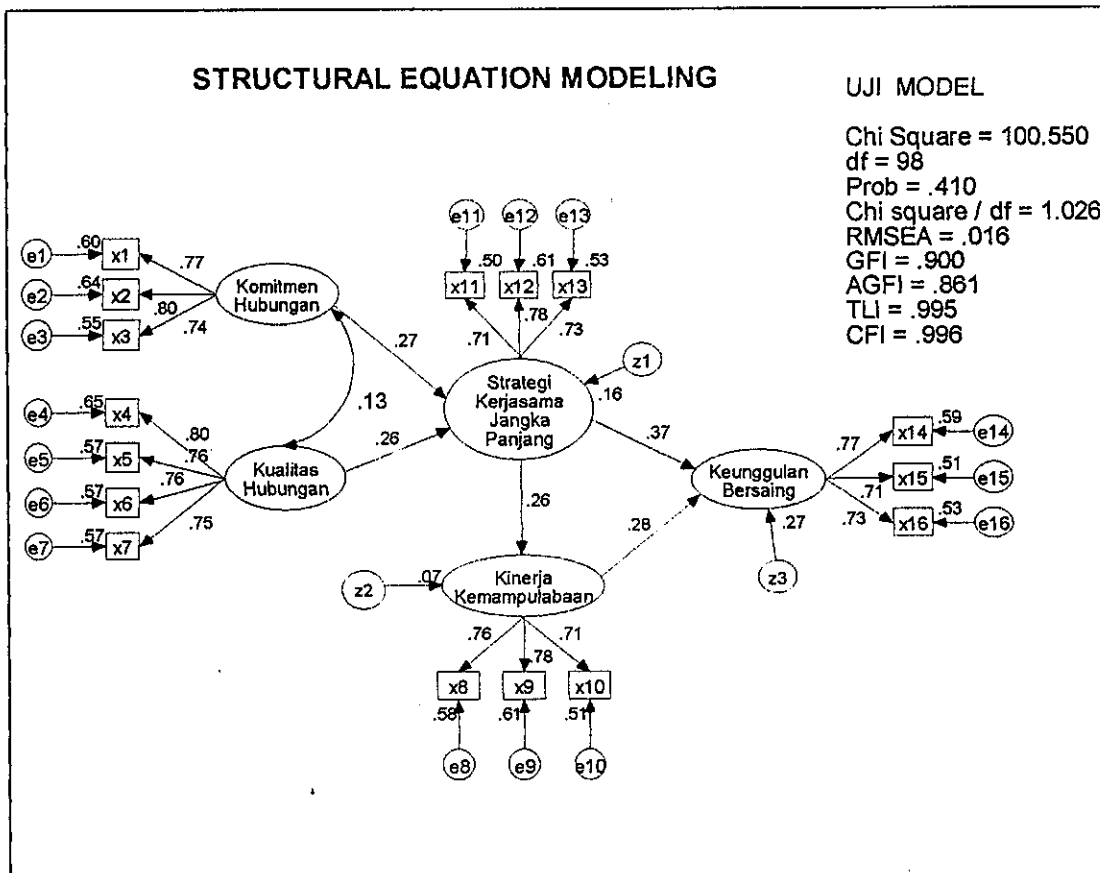 STRUCTURAL EQUATION MODELING
UJI MODEL
Chi Square = 100.550
df = 98
Prob = .410
Chi square / df = 1.026
RMSEA = .016
GFI = .900
AGFI = .861
TLI = .995
CFI = .996
e11 e12 e13
.50 .61 .53
x11 x12 x13
.71 .78 .73
e1 .60 x1
e2 .64 x2
e3 .55 x3
.77
.80
.74
Komitmen
Hubungan
.27
.13
e4 .65 x4
e5 .57 x5
e6 .57 x6
e7 .57 x7
.80
.76
.76
.75
Kualitas
Hubungan
.26
Strategi
Kerjasama
Jangka
Panjang
z1
.16
.37
.26
.28
Keunggulan
Bersaing
.27
z3
.77
.71
.73
x14 .59 e14
x15 .51 e15
x16 .53 e16
z2 .07
Kinerja
Kemampulabaan
.76 .78 .71
x8 x9 x10
.58 .61 .51
e8 e9 e10